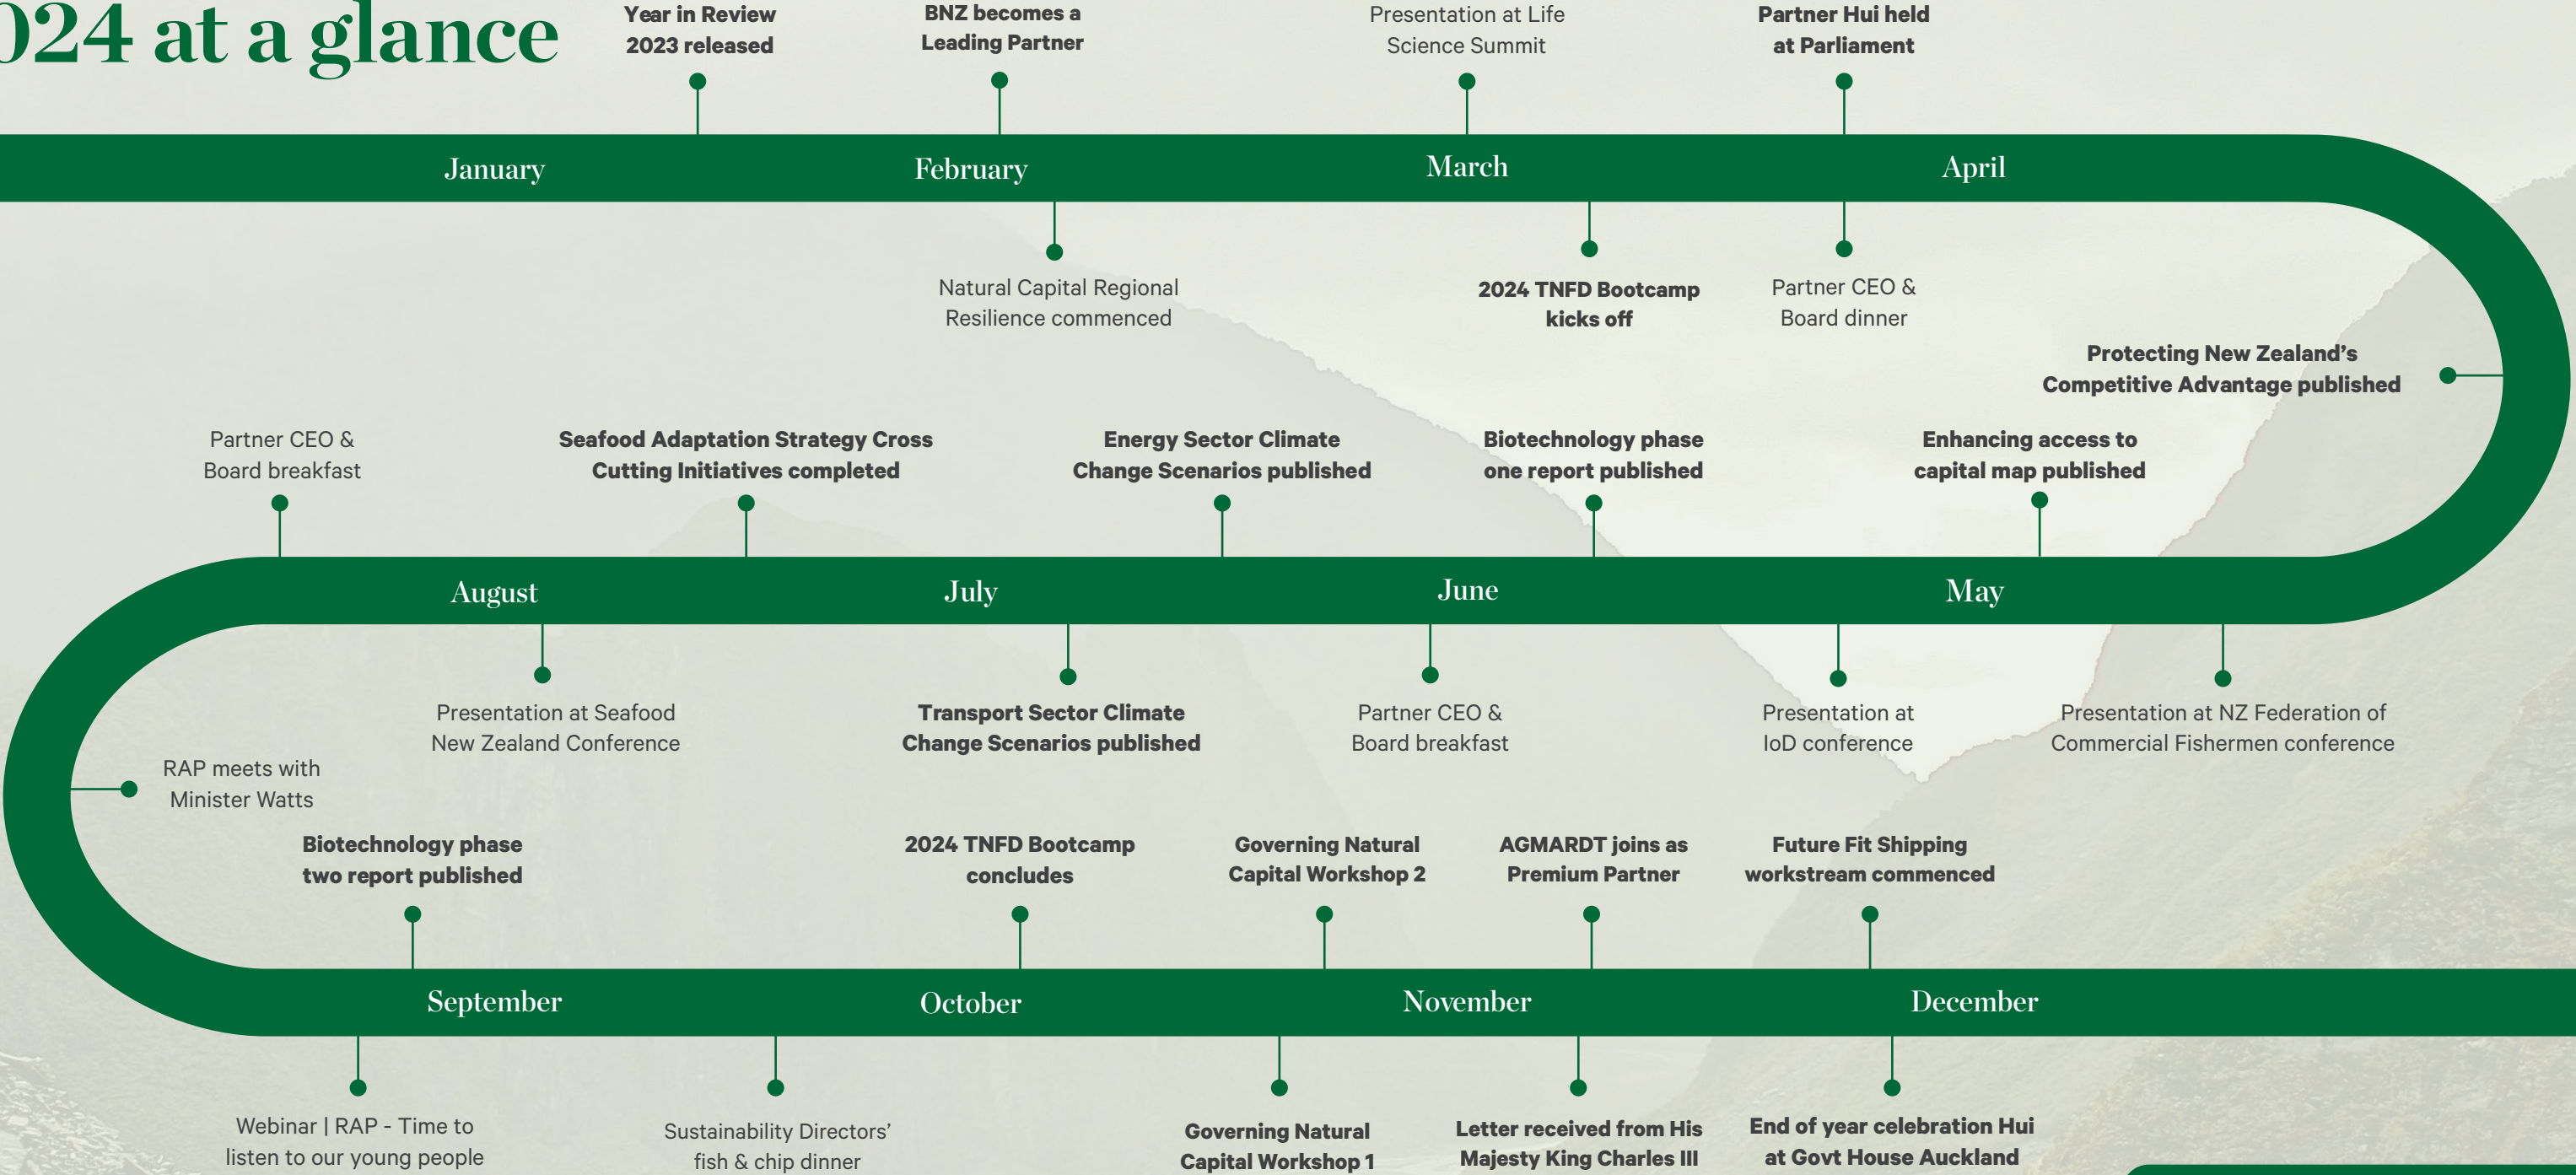 024 at a glance
Year in Review
2023 released
BNZ becomes a
Leading Partner
Presentation at Life
Science Summit
Partner Hui held
at Parliament
January
February
March
April
Natural Capital Regional
Resilience commenced
2024 TNFD Bootcamp
kicks off
Partner CEO &
Board dinner
Protecting New Zealand’s
Competitive Advantage published
Partner CEO &
Board breakfast
Seafood Adaptation Strategy Cross
Cutting Initiatives completed
Energy Sector Climate
Change Scenarios published
Biotechnology phase
one report published
Enhancing access to
capital map published
August
July
June
May
Presentation at Seafood
New Zealand Conference
Transport Sector Climate
Change Scenarios published
Partner CEO &
Board breakfast
Presentation at
IoD conference
Presentation at NZ Federation of
Commercial Fishermen conference
RAP meets with
Minister Watts
Biotechnology phase
two report published
2024 TNFD Bootcamp
concludes
Governing Natural
Capital Workshop 2
AGMARDT joins as
Premium Partner
Future Fit Shipping
workstream commenced
September
October
November
December
Webinar | RAP - Time to
listen to our young people
Sustainability Directors’
fish & chip dinner
Governing Natural
Capital Workshop 1
Letter received from His
Majesty King Charles III
End of year celebration Hui
at Govt House Auckland